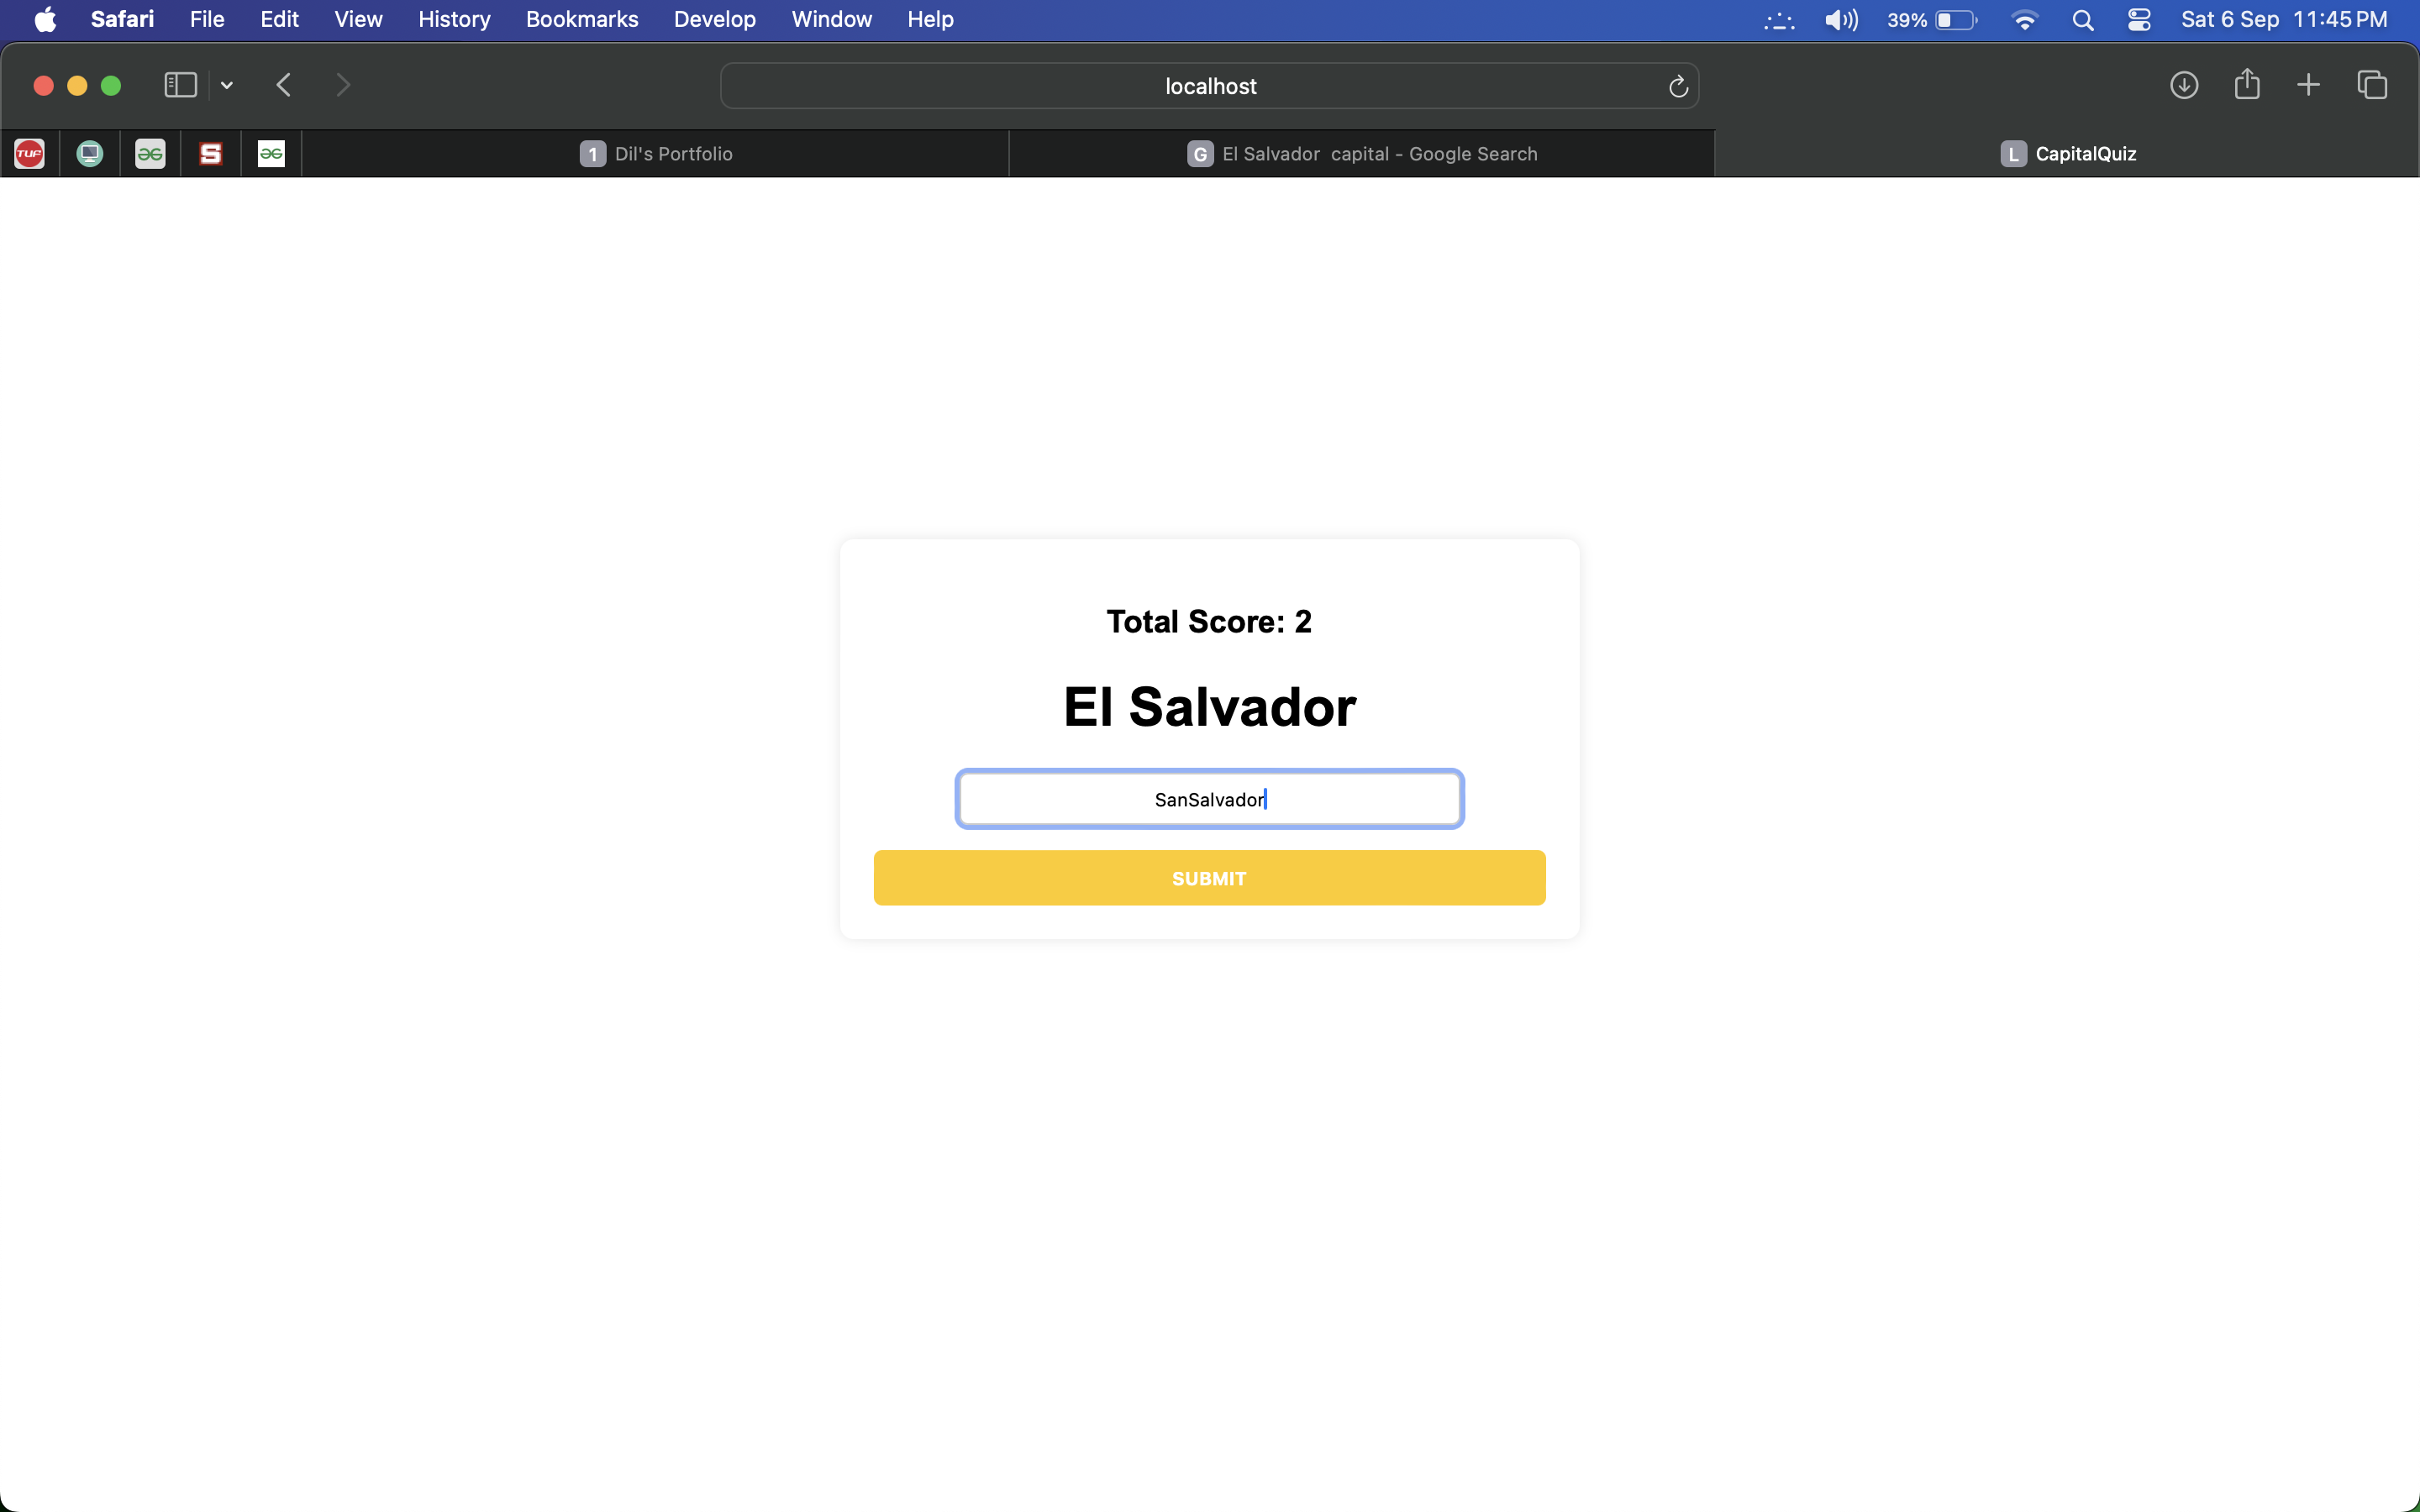 Safari File Edit View History Bookmarks Develop Window Help 39% Sat 6 Sep 11:45 PM
localhost
TUF S 1 Dil's Portfolio G El Salvador capital - Google Search L CapitalQuiz
Total Score: 2
El Salvador
SanSalvador
SUBMIT